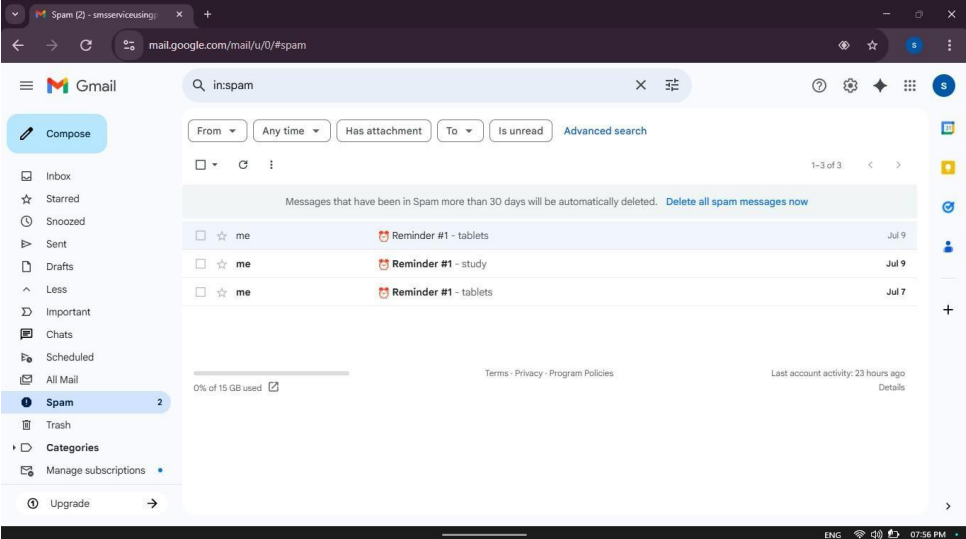 Spam (2) - smsserviceusingp
mail.google.com/mail/u/0/#spam
S
Gmail
in:spam
S
Compose
From
Any time
Has attachment
To
Is unread
Advanced search
1–3 of 3
Inbox
Starred
Snoozed
Sent
Drafts
Less
Important
Chats
Scheduled
All Mail
Spam 2
Trash
Categories
Manage subscriptions
Upgrade
Messages that have been in Spam more than 30 days will be automatically deleted. Delete all spam messages now
me ⏰ Reminder #1 - tablets Jul 9
me ⏰ Reminder #1 - study Jul 9
me ⏰ Reminder #1 - tablets Jul 7
0% of 15 GB used
Terms · Privacy · Program Policies
Last account activity: 23 hours ago
Details
ENG 07:56 PM